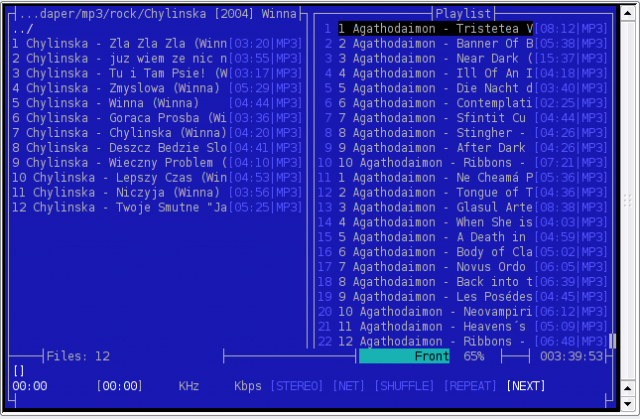 ...daper/mp3/rock/Chylinska [2004] Winna
../
1 Chylinska - Zla Zla Zla (Winn[03:20|MP3]
2 Chylinska - juz wiem ze nic n[03:55|MP3]
3 Chylinska - Tu i Tam Psie! (W[03:17|MP3]
4 Chylinska - Zmyslowa (Winna) [05:29|MP3]
5 Chylinska - Winna (Winna) [04:44|MP3]
6 Chylinska - Goraca Prosba (Wi[03:36|MP3]
7 Chylinska - Chylinska (Winna)[04:20|MP3]
8 Chylinska - Deszcz Bedzie Slo[04:41|MP3]
9 Chylinska - Wieczny Problem ([04:10|MP3]
10 Chylinska - Lepszy Czas (Win[04:53|MP3]
11 Chylinska - Niczyja (Winna) [03:56|MP3]
12 Chylinska - Twoje Smutne "Ja[05:25|MP3]
Playlist
1 1 Agathodaimon - Tristetea V[08:12|MP3]
2 2 Agathodaimon - Banner Of B[05:38|MP3]
3 3 Agathodaimon - Near Dark ([15:37|MP3]
4 4 Agathodaimon - Ill Of An I[04:18|MP3]
5 5 Agathodaimon - Die Nacht d[03:40|MP3]
6 6 Agathodaimon - Contemplati[02:25|MP3]
7 7 Agathodaimon - Sfintit Cu [04:44|MP3]
8 8 Agathodaimon - Stingher - [04:26|MP3]
9 9 Agathodaimon - After Dark [04:26|MP3]
10 10 Agathodaimon - Ribbons - [07:21|MP3]
11 1 Agathodaimon - Ne Cheamá P[05:36|MP3]
12 2 Agathodaimon - Tongue of T[04:36|MP3]
13 3 Agathodaimon - Glasul Arte[08:38|MP3]
14 4 Agathodaimon - When She is[04:03|MP3]
15 5 Agathodaimon - A Death in [04:59|MP3]
16 6 Agathodaimon - Body of Cla[05:02|MP3]
17 7 Agathodaimon - Novus Ordo [06:05|MP3]
18 8 Agathodaimon - Back into t[06:39|MP3]
19 9 Agathodaimon - Les Posédes[04:45|MP3]
20 10 Agathodaimon - Neovampiri[06:12|MP3]
21 11 Agathodaimon - Heavens´s [05:09|MP3]
22 12 Agathodaimon - Ribbons - [06:48|MP3]
Files: 12
Front 65% 003:39:53
[]
00:00 [00:00] KHz Kbps [STEREO] [NET] [SHUFFLE] [REPEAT] [NEXT]